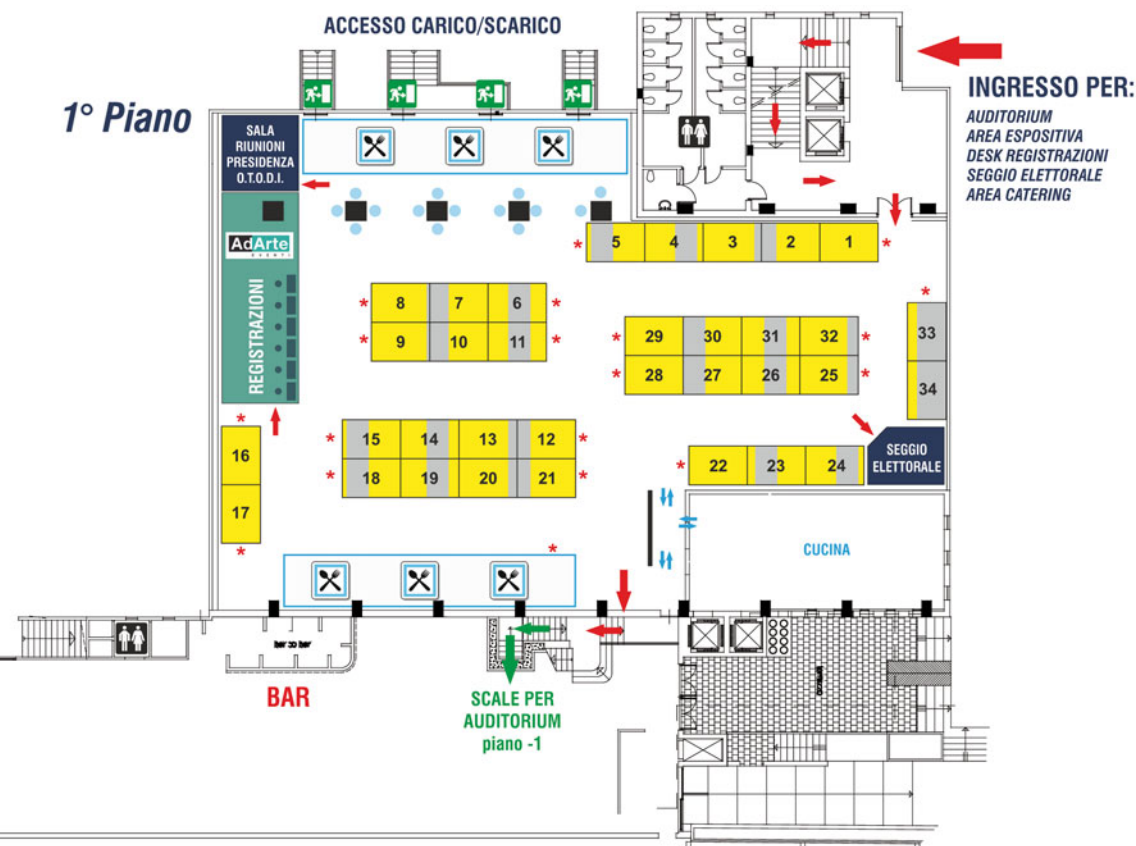 ACCESSO CARICO/SCARICO
1° Piano
INGRESSO PER:
AUDITORIUM
AREA ESPOSITIVA
DESK REGISTRAZIONI
SEGGIO ELETTORALE
AREA CATERING
SALA
RIUNIONI
PRESIDENZA
O.T.O.D.I.
AdArte
EVENTI
REGISTRAZIONI
* 5 4 3 2 1 *
* 8 7 6 *
* 9 10 11 *
* 29 30 31 32 *
* 28 27 26 25 *
*
33
34
* 15 14 13 12 *
* 18 19 20 21 *
*
16
17
*
* 22 23 24
SEGGIO
ELETTORALE
CUCINA
*
BAR
SCALE PER
AUDITORIUM
piano -1